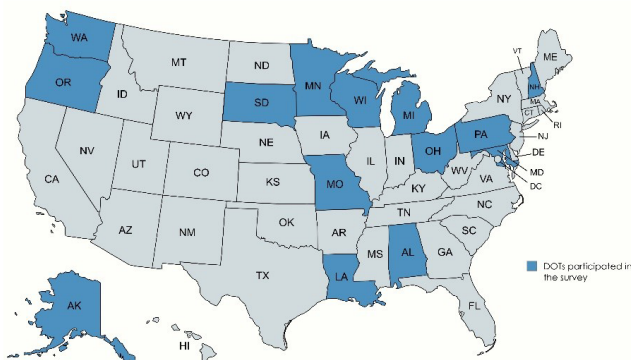 WA
OR
CA
NV
ID
MT
WY
UT
AZ
CO
NM
ND
SD
NE
KS
OK
TX
MN
IA
MO
AR
LA
WI
IL
MI
IN
OH
KY
TN
MS
AL
GA
FL
SC
NC
VA
WV
PA
NY
VT
ME
NH
MA
CT
RI
NJ
DE
MD
DC
AK
HI
DOTs participated in
the survey